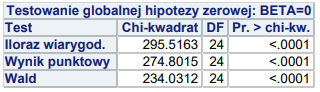 Testowanie globalnej hipotezy zerowej: BETA=0
Test Chi-kwadrat DF Pr. > chi-kw.
Iloraz wiarygod. 295.5163 24 <.0001
Wynik punktowy 274.8015 24 <.0001
Wald 234.0312 24 <.0001